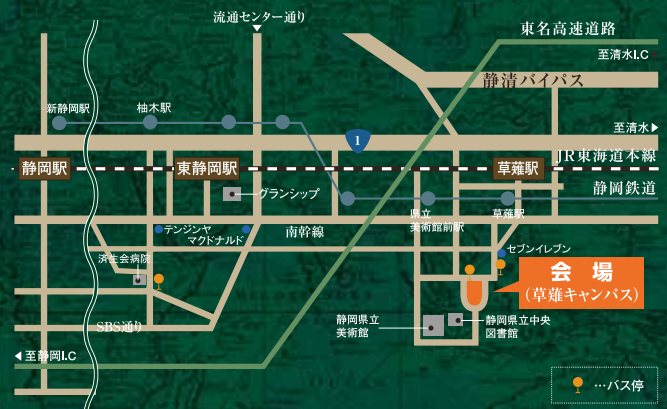 流通センター通り
東名高速道路
至清水I.C
静清バイパス
新静岡駅
柚木駅
至清水
1
JR東海道本線
静岡駅
東静岡駅
草薙駅
グランシップ
静岡鉄道
県立
美術館前駅
草薙駅
テンジンヤ
マクドナルド
南幹線
セブンイレブン
済生会病院
会場
(草薙キャンパス)
SBS通り
静岡県立
美術館
静岡県立中央
図書館
至静岡I.C
…バス停